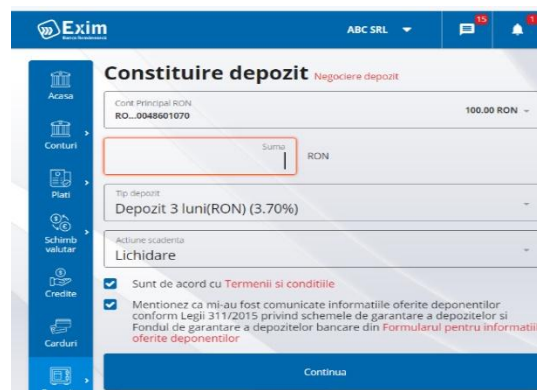 Exim
Banca Românească
ABC SRL
15
1
Acasa
Conturi
Plati
Schimb
valutar
Credite
Carduri
Constituire depozit Negociere depozit
Cont Principal RON
RO...0048601070
100.00 RON
Suma
RON
Tip depozit
Depozit 3 luni(RON) (3.70%)
Actiune scadenta
Lichidare
Sunt de acord cu Termenii si conditiile
Mentionez ca mi-au fost comunicate informatiile oferite deponentilor
conform Legii 311/2015 privind schemele de garantare a depozitelor si
Fondul de garantare a depozitelor bancare din Formularul pentru informatii
oferite deponentilor
Continua